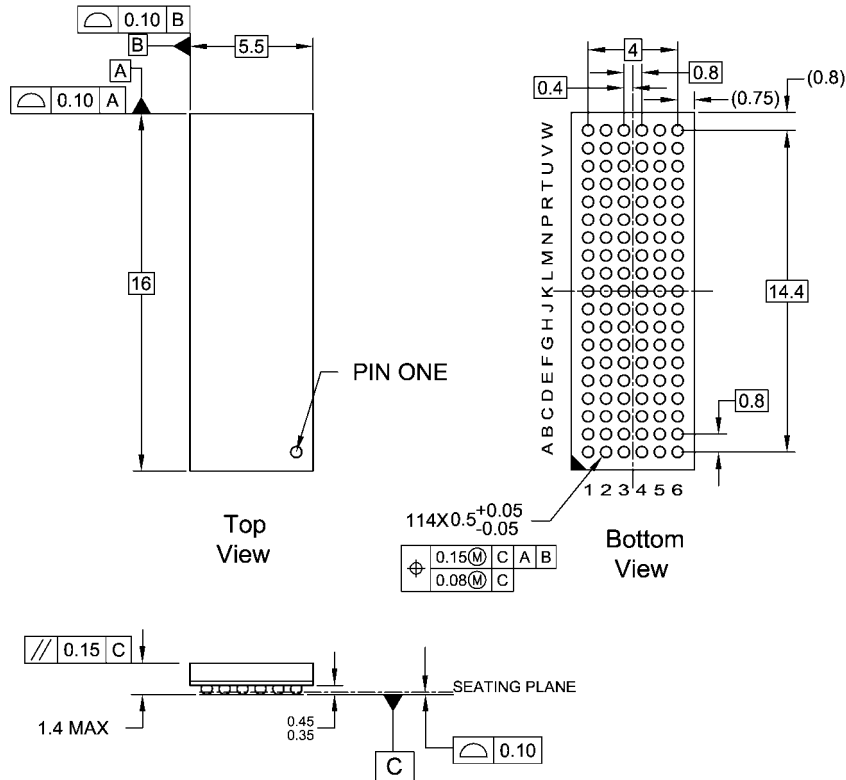 ⌓ 0.10 B
B
5.5
A
⌓ 0.10 A
16
PIN ONE
Top
View
4
0.8
0.4
(0.75)
(0.8)
W
V
U
T
R
P
N
M
L
K
J
H
G
F
E
D
C
B
A
14.4
0.8
1 2 3 4 5 6
114X0.5 +0.05
-0.05
⌖ 0.15Ⓜ C A B
0.08Ⓜ C
Bottom
View
// 0.15 C
1.4 MAX
0.45
0.35
SEATING PLANE
C
⌓ 0.10